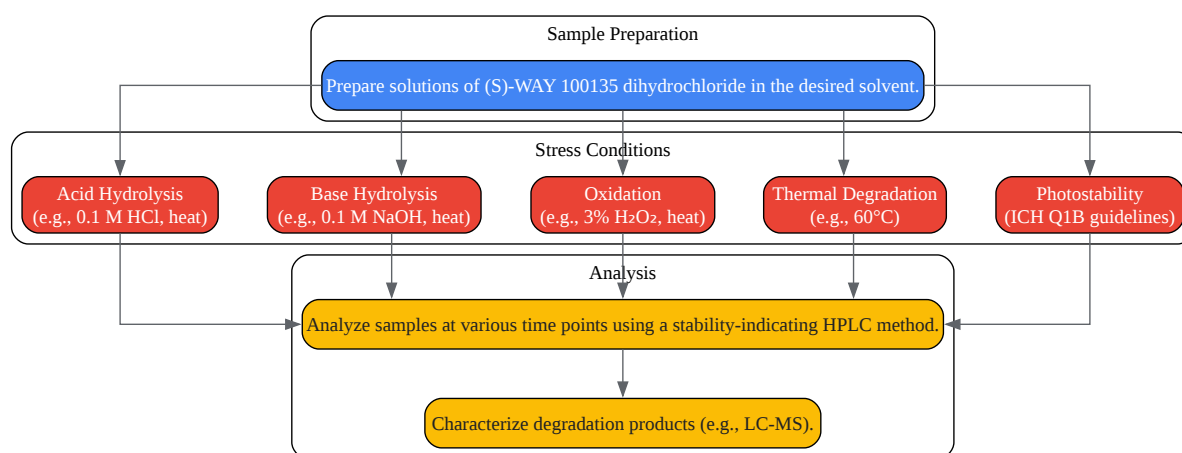 Sample Preparation
Prepare solutions of (S)-WAY 100135 dihydrochloride in the desired solvent.
Stress Conditions
Acid Hydrolysis
(e.g., 0.1 M HCl, heat)
Base Hydrolysis
(e.g., 0.1 M NaOH, heat)
Oxidation
(e.g., 3% H₂O₂, heat)
Thermal Degradation
(e.g., 60°C)
Photostability
(ICH Q1B guidelines)
Analysis
Analyze samples at various time points using a stability-indicating HPLC method.
Characterize degradation products (e.g., LC-MS).